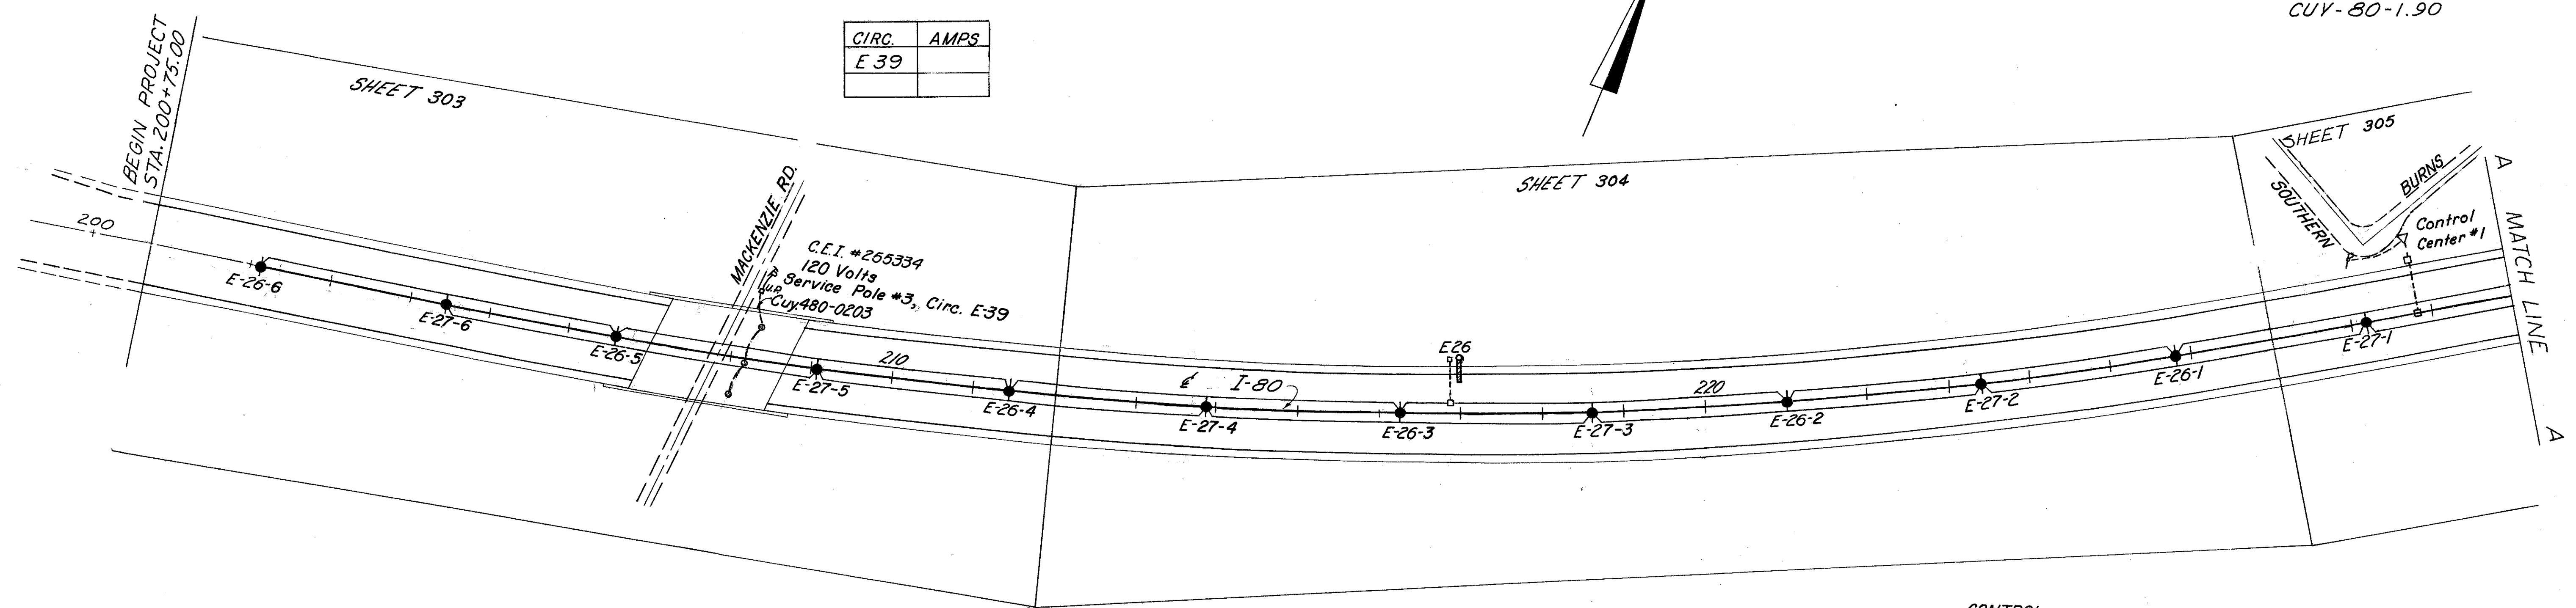 CUY-80-1.90
CIRC. AMPS
E 39
BEGIN PROJECT
STA. 200+75.00
SHEET 303
SHEET 304
SHEET 305
200
MACKENZIE RD.
C.E.I. #265334
120 Volts
Service Pole #3, Circ. E-39
Cuy.480-0203
SOUTHERN
BURNS
Control
Center #1
A
MATCH LINE
A
E-26-6
E-27-6
E-26-5
E-27-5
210
E-26-4
E-27-4
℄ I-80
E26
E-26-3
E-27-3
220
E-26-2
E-27-2
E-26-1
E-27-1